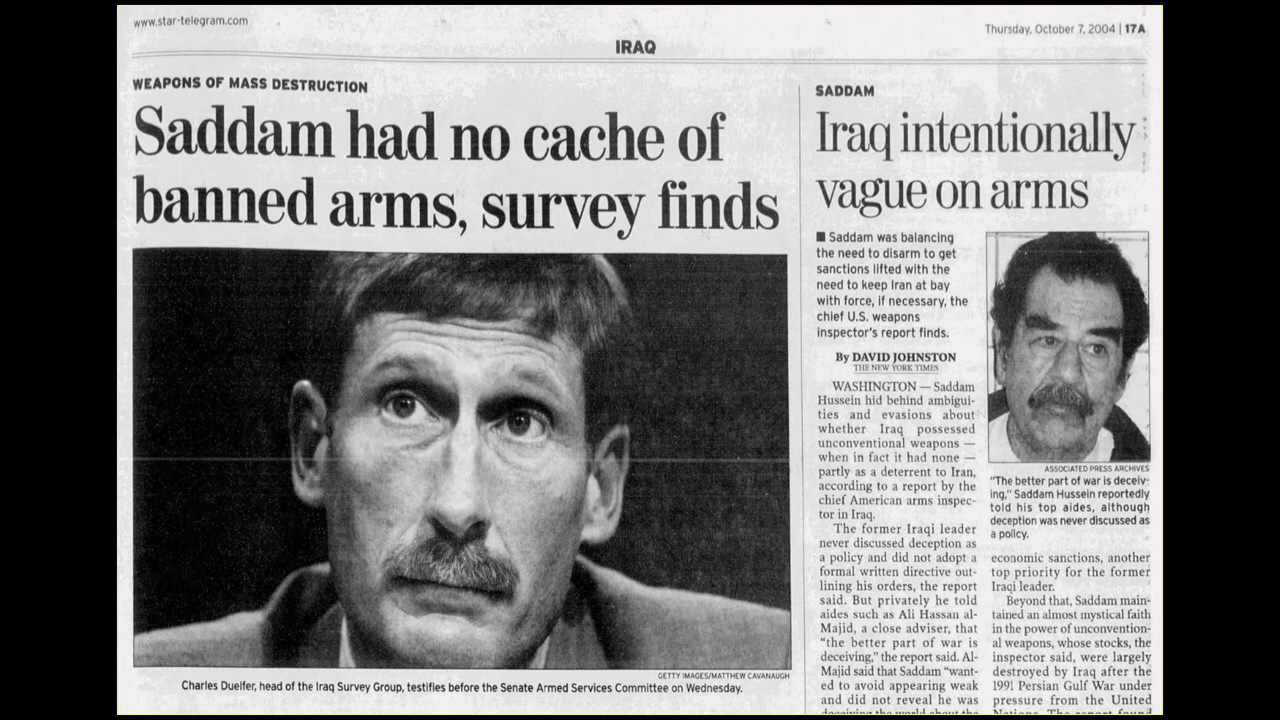 www.star-telegram.com
Thursday, October 7, 2004 | 17A
IRAQ
WEAPONS OF MASS DESTRUCTION
Saddam had no cache of
banned arms, survey finds
GETTY IMAGES/MATTHEW CAVANAUGH
Charles Duelfer, head of the Iraq Survey Group, testifies before the Senate Armed Services Committee on Wednesday.
SADDAM
Iraq intentionally
vague on arms
■ Saddam was balancing
the need to disarm to get
sanctions lifted with the
need to keep Iran at bay
with force, if necessary, the
chief U.S. weapons
inspector's report finds.
By DAVID JOHNSTON
THE NEW YORK TIMES
WASHINGTON — Saddam
Hussein hid behind ambigui-
ties and evasions about
whether Iraq possessed
unconventional weapons —
when in fact it had none —
partly as a deterrent to Iran,
according to a report by the
chief American arms inspec-
tor in Iraq.
The former Iraqi leader
never discussed deception as
a policy and did not adopt a
formal written directive out-
lining his orders, the report
said. But privately he told
aides such as Ali Hassan al-
Majid, a close adviser, that
“the better part of war is
deceiving,” the report said. Al-
Majid said that Saddam “want-
ed to avoid appearing weak
and did not reveal he was
deceiving the world about the
ASSOCIATED PRESS ARCHIVES
"The better part of war is deceiv-
ing," Saddam Hussein reportedly
told his top aides, although
deception was never discussed as
a policy.
economic sanctions, another
top priority for the former
Iraqi leader.
Beyond that, Saddam main-
tained an almost mystical faith
in the power of unconvention-
al weapons, whose stocks, the
inspector said, were largely
destroyed by Iraq after the
1991 Persian Gulf War under
pressure from the United
Nations. The report found